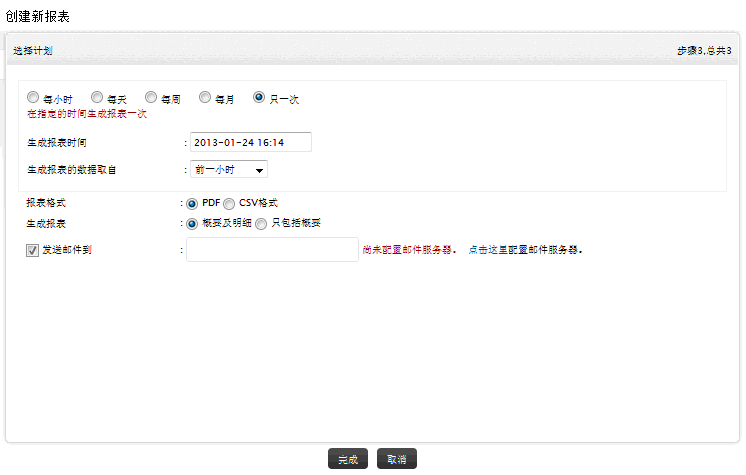 创建新报表
选择计划 步骤3,总共3
每小时 每天 每周 每月 只一次
在指定的时间生成报表一次
生成报表时间 : 2013-01-24 16:14
生成报表的数据取自 : 前一小时
报表格式 : PDF CSV格式
生成报表 : 概要及明细 只包括概要
发送邮件到 : 尚未配置邮件服务器。 点击这里配置邮件服务器。
完成 取消